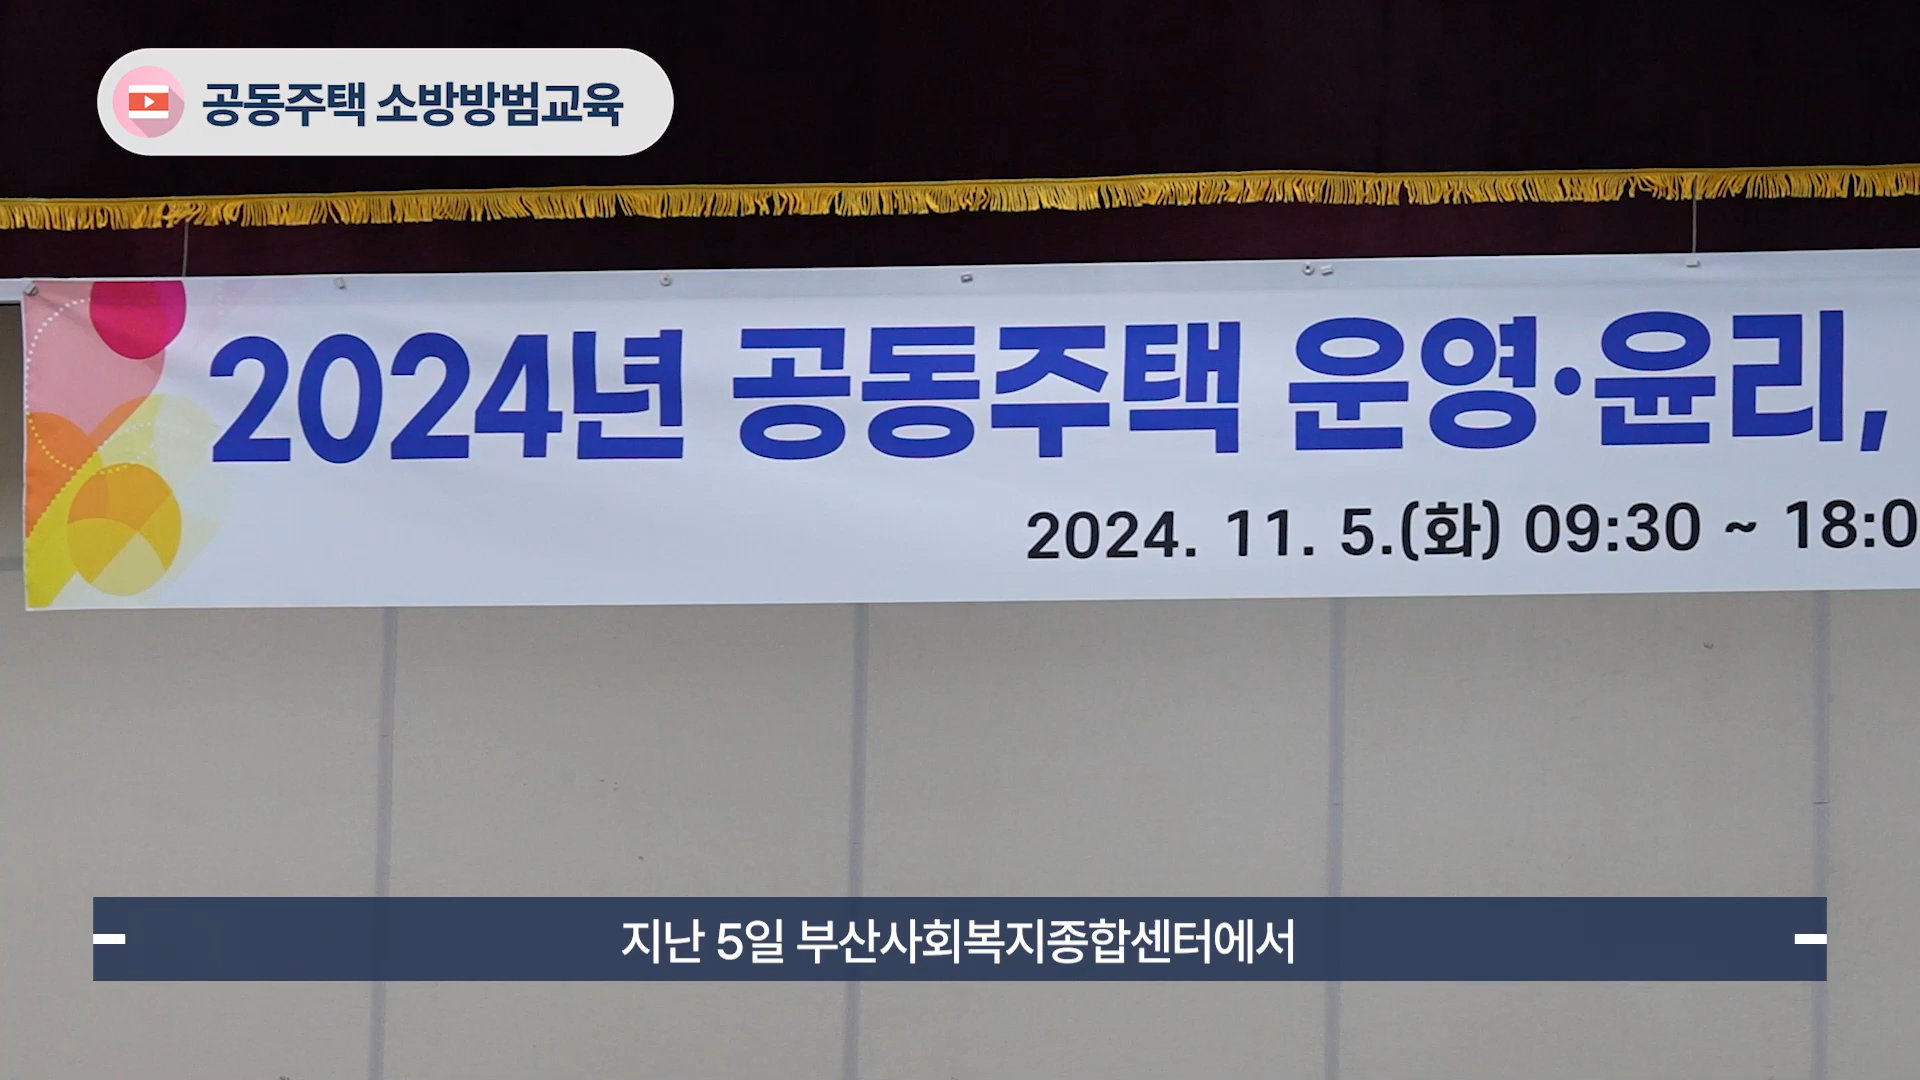 공동주택 소방방범교육
2024년 공동주택 운영·윤리,
2024. 11. 5.(화) 09:30 ~ 18:0
지난 5일 부산사회복지종합센터에서